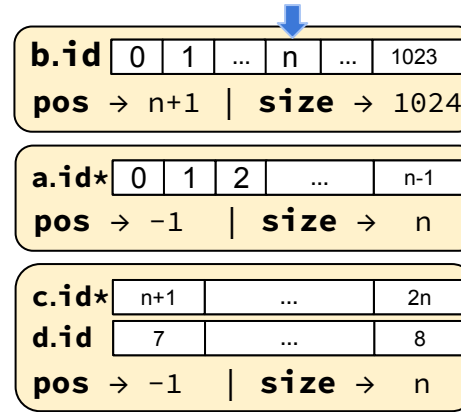 b.id 0 1 ... n ... 1023
pos → n+1 | size → 1024
a.id* 0 1 2 ... n-1
pos → -1 | size → n
c.id* n+1 ... 2n
d.id 7 ... 8
pos → -1 | size → n